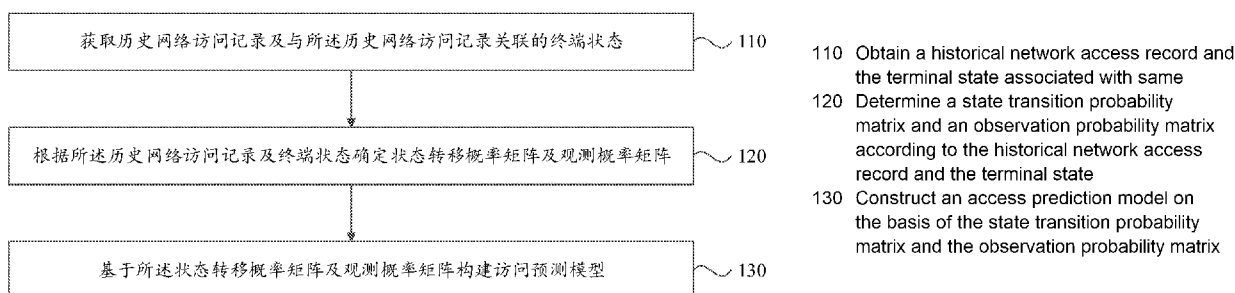 获取历史网络访问记录及与所述历史网络访问记录关联的终端状态
110
根据所述历史网络访问记录及终端状态确定状态转移概率矩阵及观测概率矩阵
120
基于所述状态转移概率矩阵及观测概率矩阵构建访问预测模型
130
110 Obtain a historical network access record and
the terminal state associated with same
120 Determine a state transition probability
matrix and an observation probability matrix
according to the historical network access
record and the terminal state
130 Construct an access prediction model on
the basis of the state transition probability
matrix and the observation probability matrix